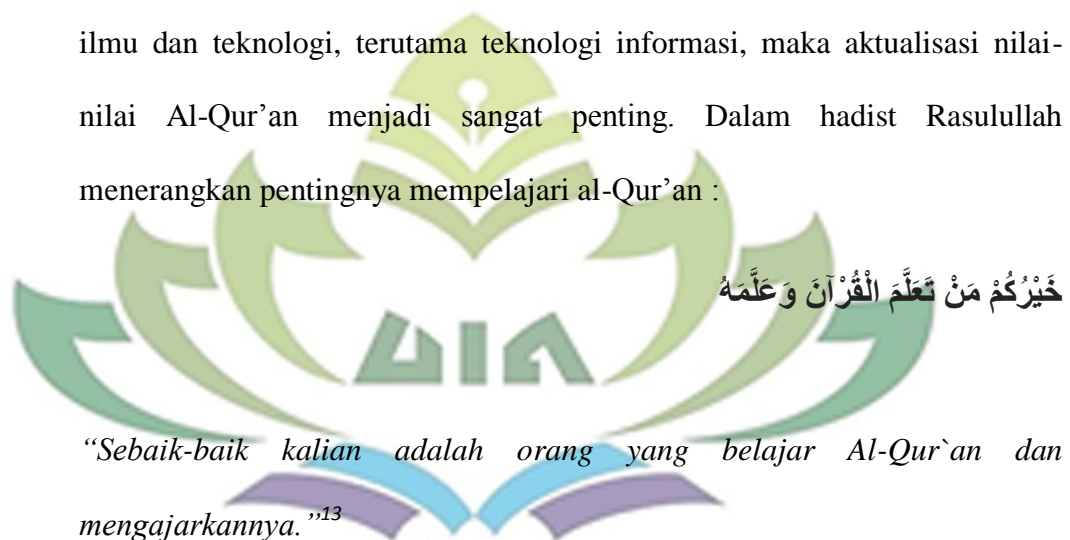 ilmu dan teknologi, terutama teknologi informasi, maka aktualisasi nilai-
nilai Al-Qur’an menjadi sangat penting. Dalam hadist Rasulullah
menerangkan pentingnya mempelajari al-Qur’an :
خَيْرُكُمْ مَنْ تَعَلَّمَ الْقُرْآنَ وَعَلَّمَهُ
UIN
“Sebaik-baik kalian adalah orang yang belajar Al-Qur`an dan
mengajarkannya.”13